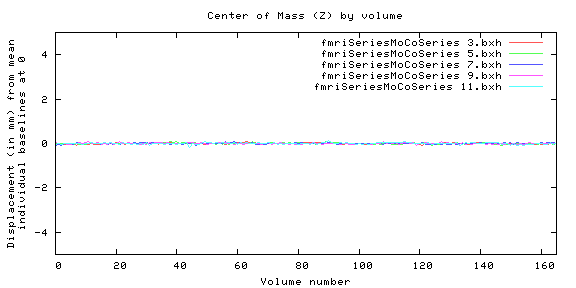 Center of Mass (Z) by volume
fmriSeriesMoCoSeries 3.bxh
fmriSeriesMoCoSeries 5.bxh
fmriSeriesMoCoSeries 7.bxh
fmriSeriesMoCoSeries 9.bxh
fmriSeriesMoCoSeries 11.bxh
Displacement (in mm) from mean
individual baselines at 0
4
2
0
-2
-4
0 20 40 60 80 100 120 140 160
Volume number